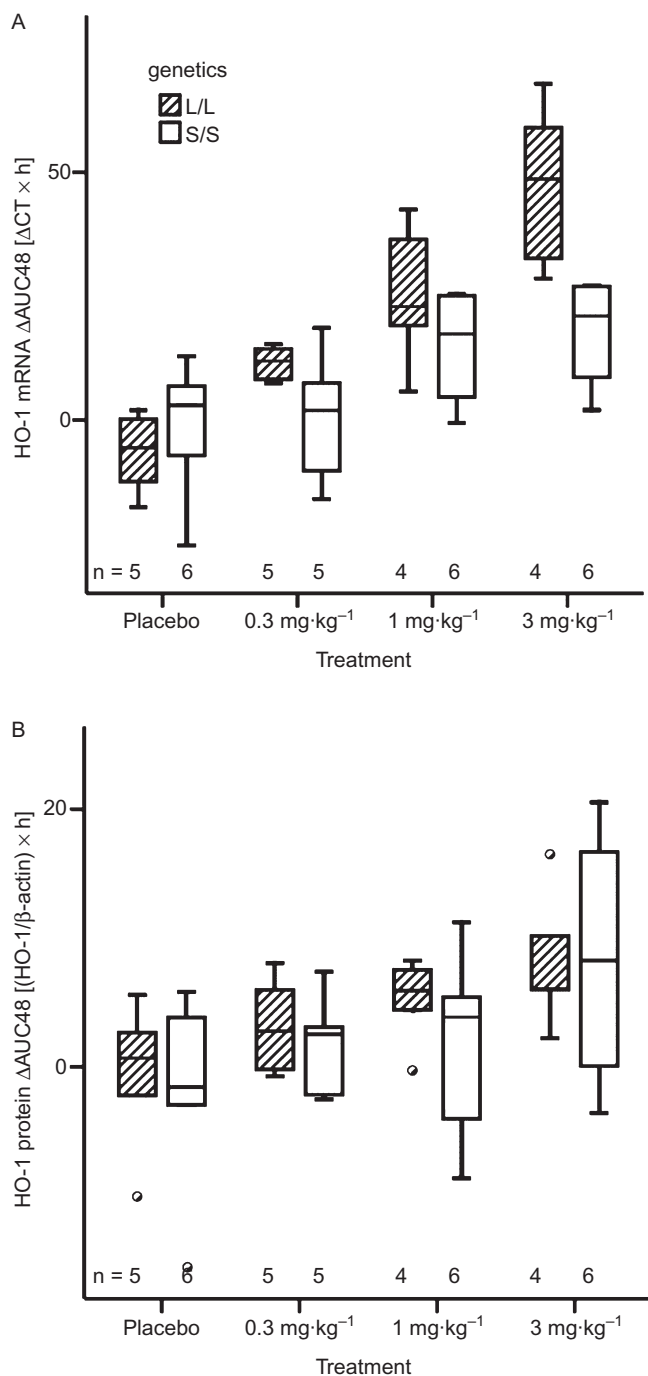 A
genetics
L/L
S/S
HO-1 mRNA ΔAUC48 [ΔCT × h]
50
0
n = 5 6 5 5 4 6 4 6
Placebo 0.3 mg·kg⁻¹ 1 mg·kg⁻¹ 3 mg·kg⁻¹
Treatment
B
HO-1 protein ΔAUC48 [(HO-1/β-actin) × h]
20
0
n = 5 6 5 5 4 6 4 6
Placebo 0.3 mg·kg⁻¹ 1 mg·kg⁻¹ 3 mg·kg⁻¹
Treatment